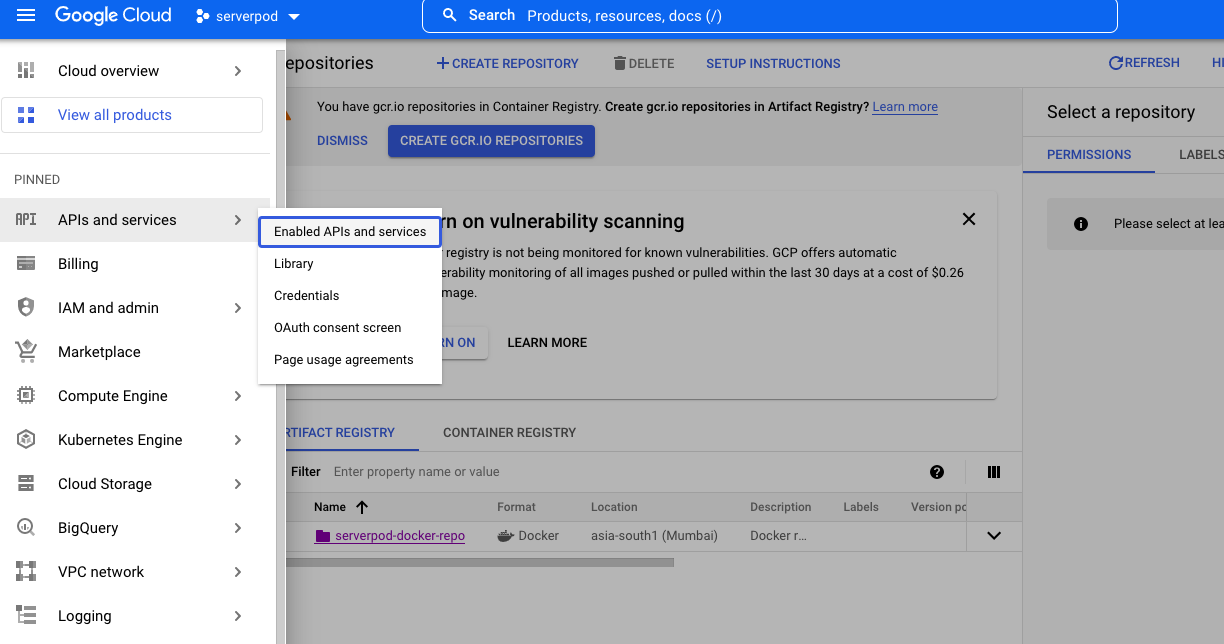 Google Cloud
serverpod
Search Products, resources, docs (/)
Cloud overview
View all products
PINNED
API APIs and services
Billing
IAM and admin
Marketplace
Compute Engine
Kubernetes Engine
Cloud Storage
BigQuery
VPC network
Logging
Enabled APIs and services
Library
Credentials
OAuth consent screen
Page usage agreements
epositories
CREATE REPOSITORY
DELETE
SETUP INSTRUCTIONS
REFRESH
You have gcr.io repositories in Container Registry. Create gcr.io repositories in Artifact Registry? Learn more
DISMISS
CREATE GCR.IO REPOSITORIES
rn on vulnerability scanning
registry is not being monitored for known vulnerabilities. GCP offers automatic
erability monitoring of all images pushed or pulled within the last 30 days at a cost of $0.26
mage.
RN ON
LEARN MORE
RTIFACT REGISTRY
CONTAINER REGISTRY
Filter Enter property name or value
Name Format Location Description Labels Version po
serverpod-docker-repo Docker asia-south1 (Mumbai) Docker r...
Select a repository
PERMISSIONS
LABELS
Please select at lea